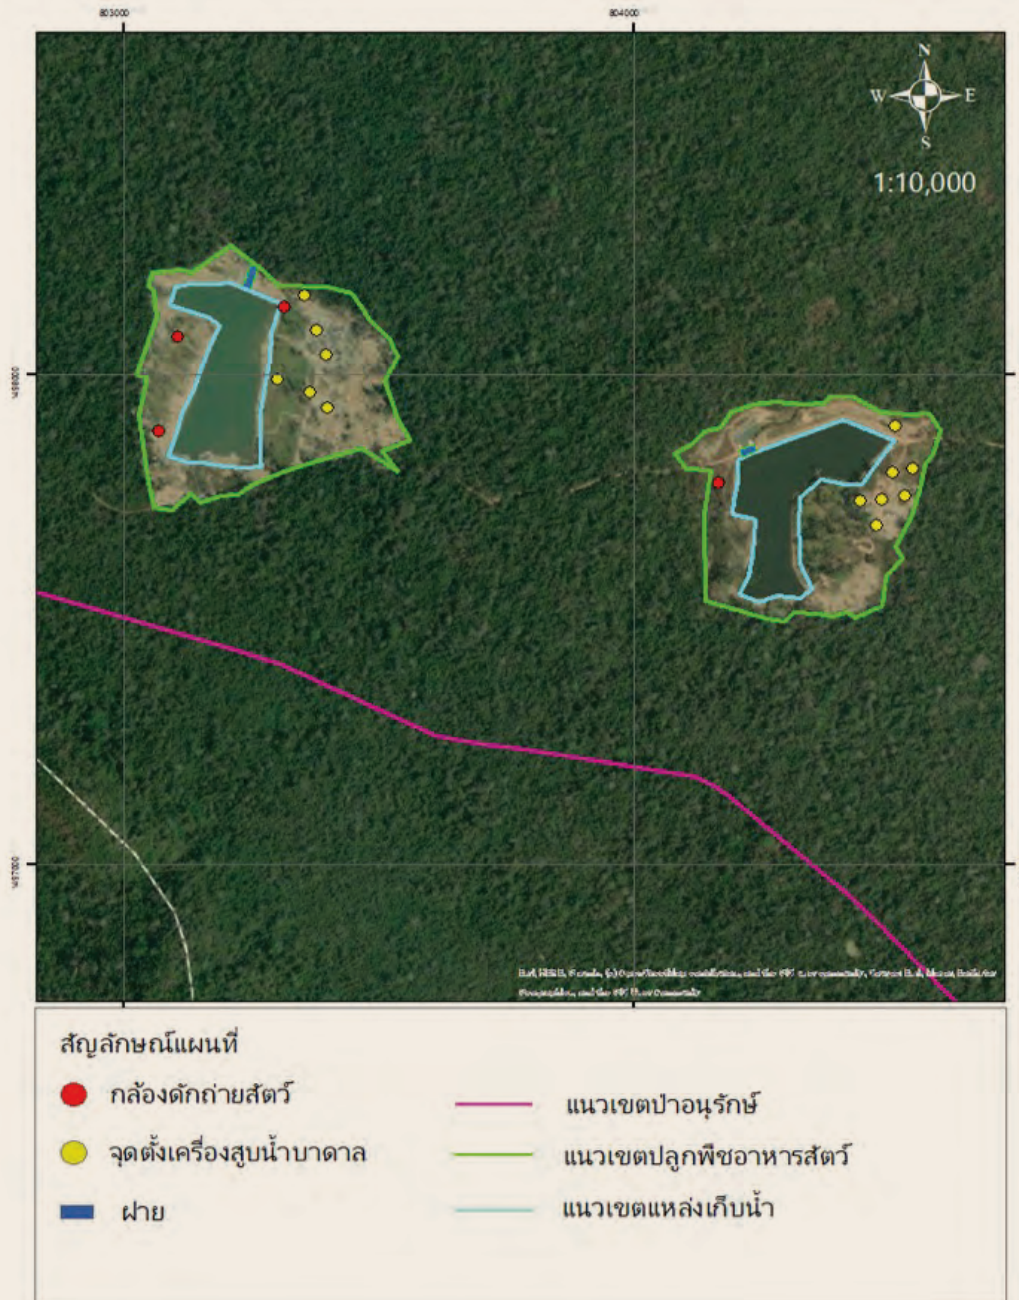 803000
804000
N
W E
S
1:10,000
1498000
1497000
สัญลักษณ์แผนที่
กล้องดักถ่ายสัตว์
จุดตั้งเครื่องสูบน้ำบาดาล
ฝาย
แนวเขตป่าอนุรักษ์
แนวเขตปลูกพืชอาหารสัตว์
แนวเขตแหล่งเก็บน้ำ